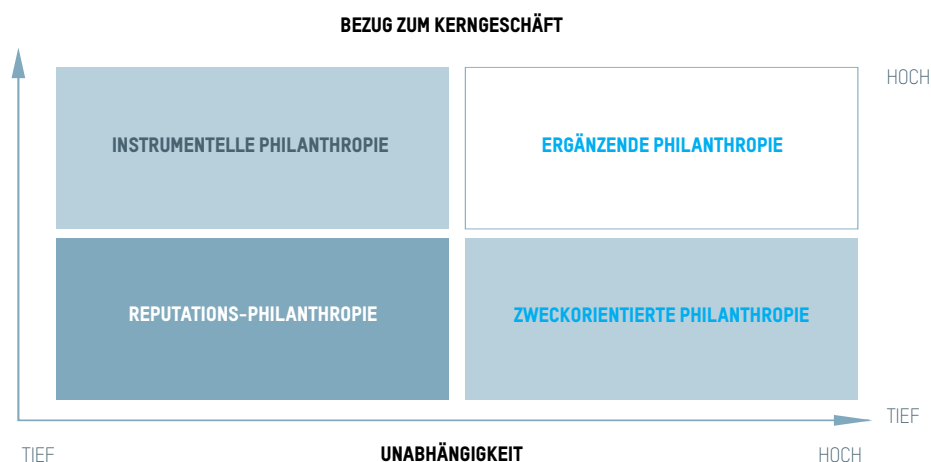 BEZUG ZUM KERNGESCHÄFT
HOCH
INSTRUMENTELLE PHILANTHROPIE
ERGÄNZENDE PHILANTHROPIE
REPUTATIONS-PHILANTHROPIE
ZWECKORIENTIERTE PHILANTHROPIE
TIEF
TIEF
UNABHÄNGIGKEIT
HOCH